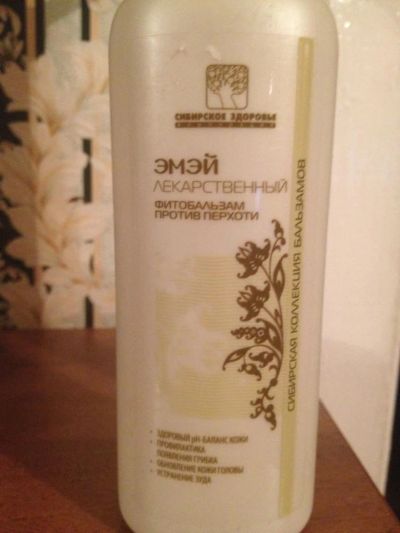 СИБИРСКОЕ ЗДОРОВЬЕ
ЭМЭЙ
ЛЕКАРСТВЕННЫЙ
ФИТОБАЛЬЗАМ
ПРОТИВ ПЕРХОТИ
СИБИРСКАЯ КОЛЛЕКЦИЯ БАЛЬЗАМОВ
• ЗДОРОВЫЙ pH-БАЛАНС КОЖИ
• ПРОФИЛАКТИКА
ПОЯВЛЕНИЯ ГРИБКА
• ОБНОВЛЕНИЕ КОЖИ ГОЛОВЫ
• УСТРАНЕНИЕ ЗУДА